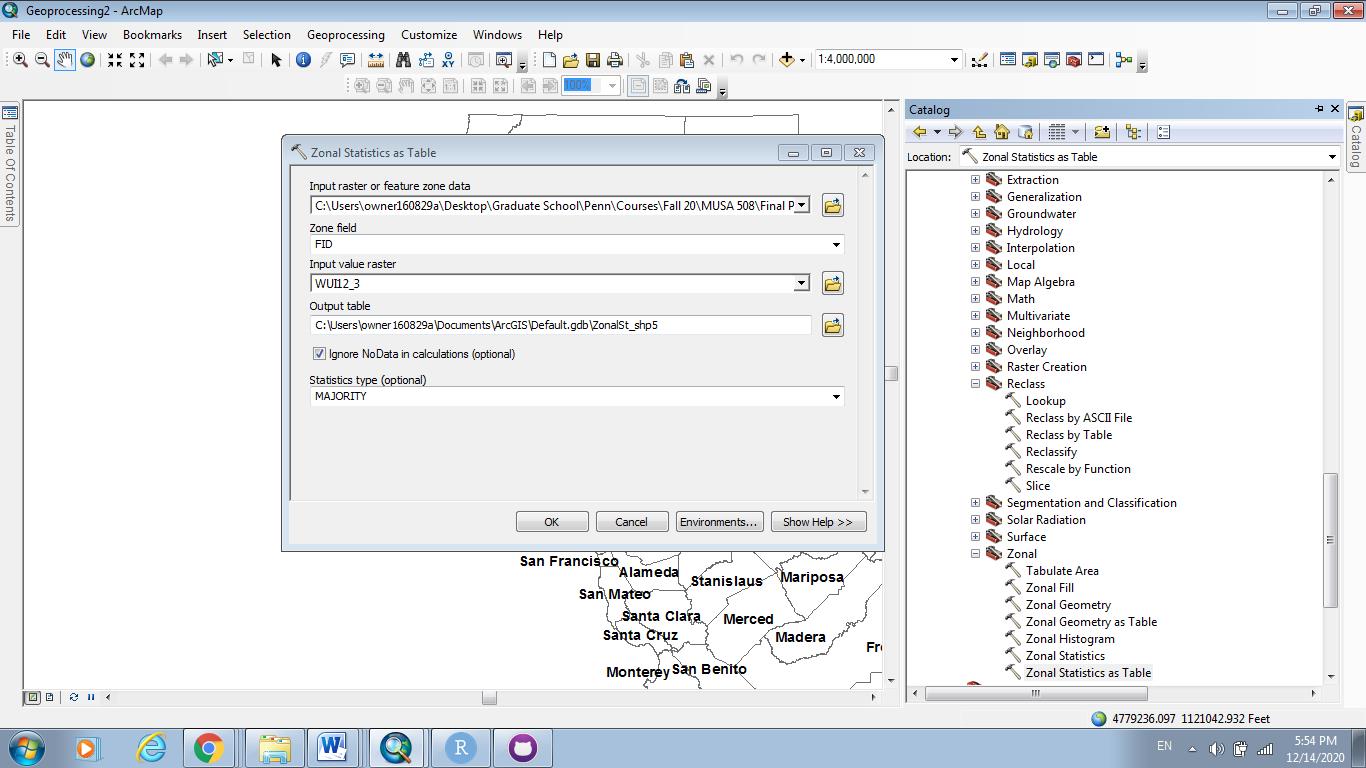 Geoprocessing2 - ArcMap
File Edit View Bookmarks Insert Selection Geoprocessing Customize Windows Help
1:4,000,000
100%
Table Of Contents
Zonal Statistics as Table
Input raster or feature zone data
C:\Users\owner160829a\Desktop\Graduate School\Penn\Courses\Fall 20\MUSA 508\Final P
Zone field
FID
Input value raster
WUI12_3
Output table
C:\Users\owner160829a\Documents\ArcGIS\Default.gdb\ZonalSt_shp5
Ignore NoData in calculations (optional)
Statistics type (optional)
MAJORITY
OK Cancel Environments... Show Help >>
San Francisco
Alameda
Stanislaus
Mariposa
San Mateo
Santa Clara
Merced
Santa Cruz
Madera
Fr
Monterey
San Benito
Catalog
Location: Zonal Statistics as Table
Extraction
Generalization
Groundwater
Hydrology
Interpolation
Local
Map Algebra
Math
Multivariate
Neighborhood
Overlay
Raster Creation
Reclass
Lookup
Reclass by ASCII File
Reclass by Table
Reclassify
Rescale by Function
Slice
Segmentation and Classification
Solar Radiation
Surface
Zonal
Tabulate Area
Zonal Fill
Zonal Geometry
Zonal Geometry as Table
Zonal Histogram
Zonal Statistics
Zonal Statistics as Table
Catalog
4779236.097 1121042.932 Feet
EN
5:54 PM
12/14/2020